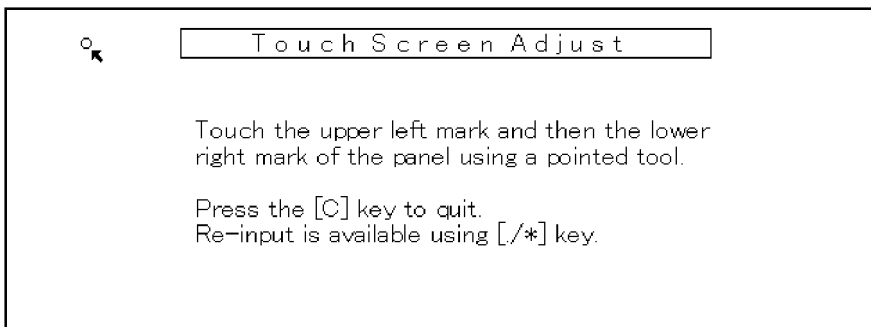 Touch Screen Adjust
Touch the upper left mark and then the lower
right mark of the panel using a pointed tool.
Press the [C] key to quit.
Re-input is available using [./*] key.